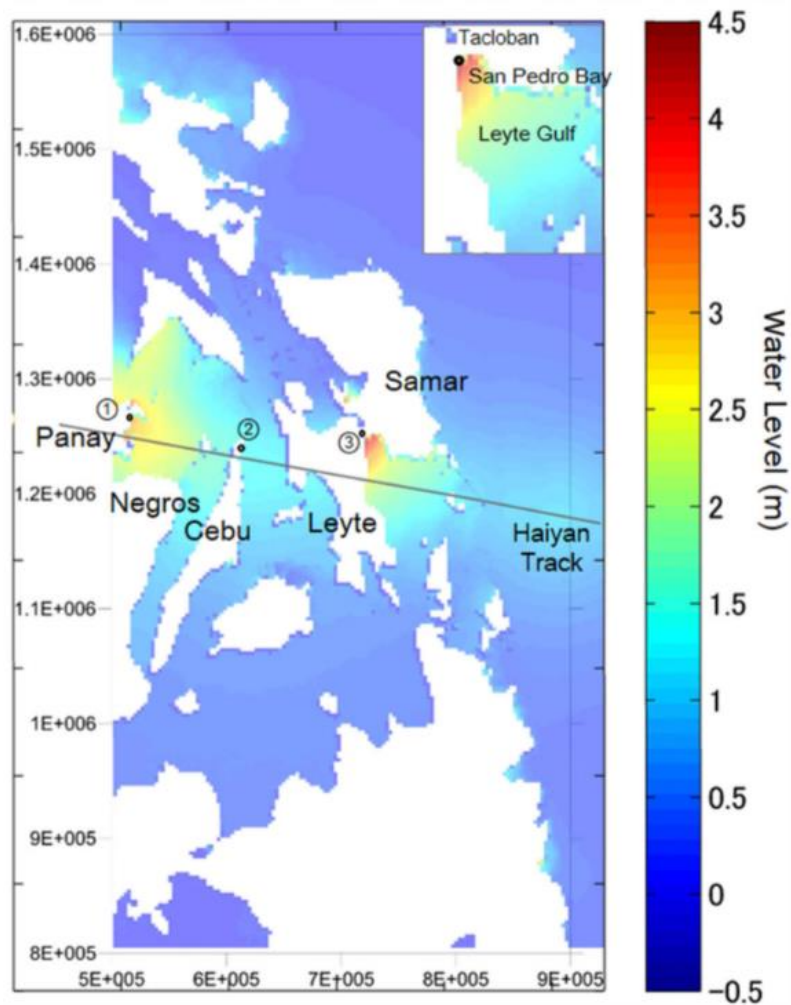 1.6E+006
1.5E+006
1.4E+006
1.3E+006
1.2E+006
1.1E+006
1E+006
9E+005
8E+005
5E+005 6E+005 7E+005 8E+005 9E+005
Tacloban
San Pedro Bay
Leyte Gulf
Samar
①
②
③
Panay
Negros
Cebu
Leyte
Haiyan
Track
4.5
4
3.5
3
2.5
2
1.5
1
0.5
0
-0.5
Water Level (m)